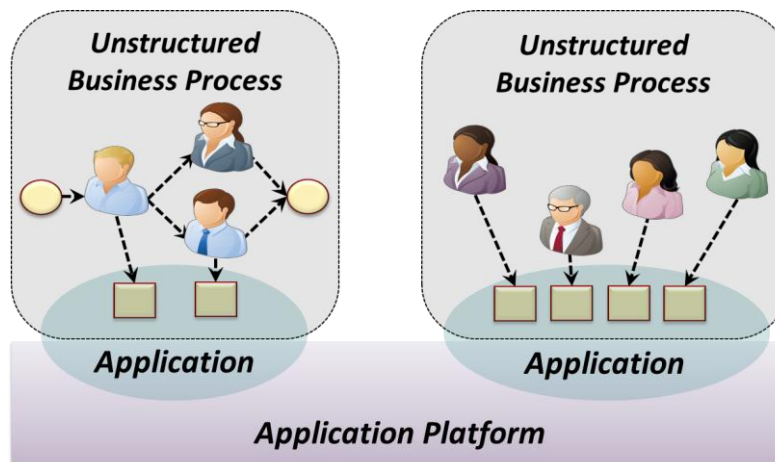 Unstructured
Business Process
Unstructured
Business Process
Application
Application
Application Platform